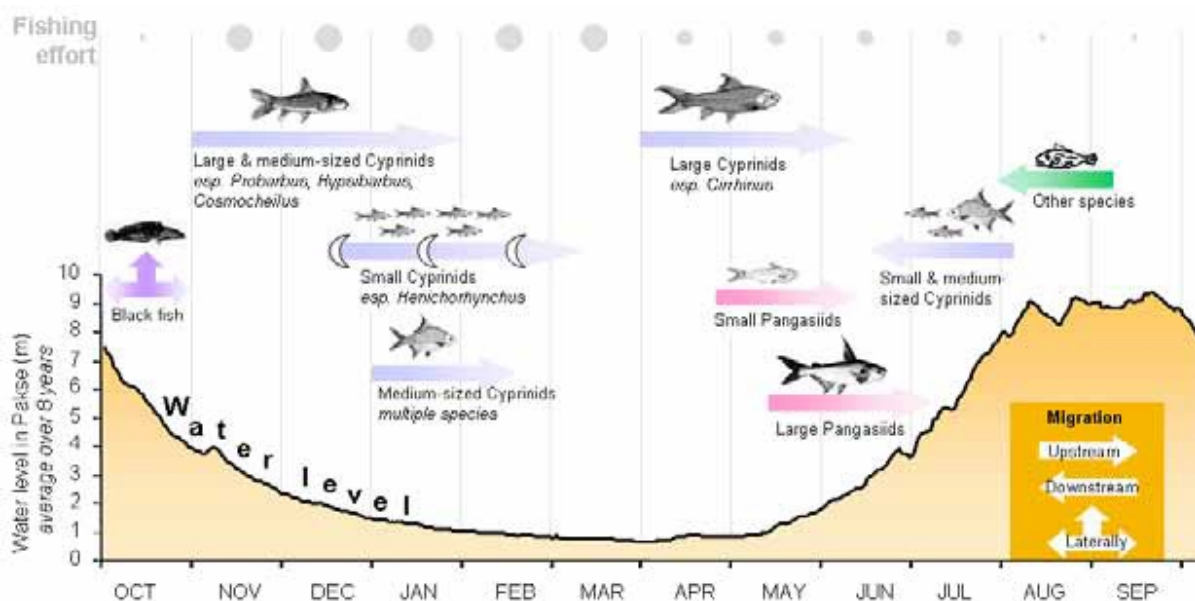 Fishing
effort
Large & medium-sized Cyprinids
esp. Probarbus, Hypsibarbus,
Cosmocheilus
Large Cyprinids
esp. Cirrhinus
Other species
Small Cyprinids
esp. Henichorhynchus
Small & medium-
sized Cyprinids
Black fish
Small Pangasiids
Medium-sized Cyprinids
multiple species
Large Pangasiids
Water level
Water level in Pakse (m)
average over 8 years
10
9
8
7
6
5
4
3
2
1
0
Migration
Upstream
Downstream
Laterally
OCT NOV DEC JAN FEB MAR APR MAY JUN JUL AUG SEP